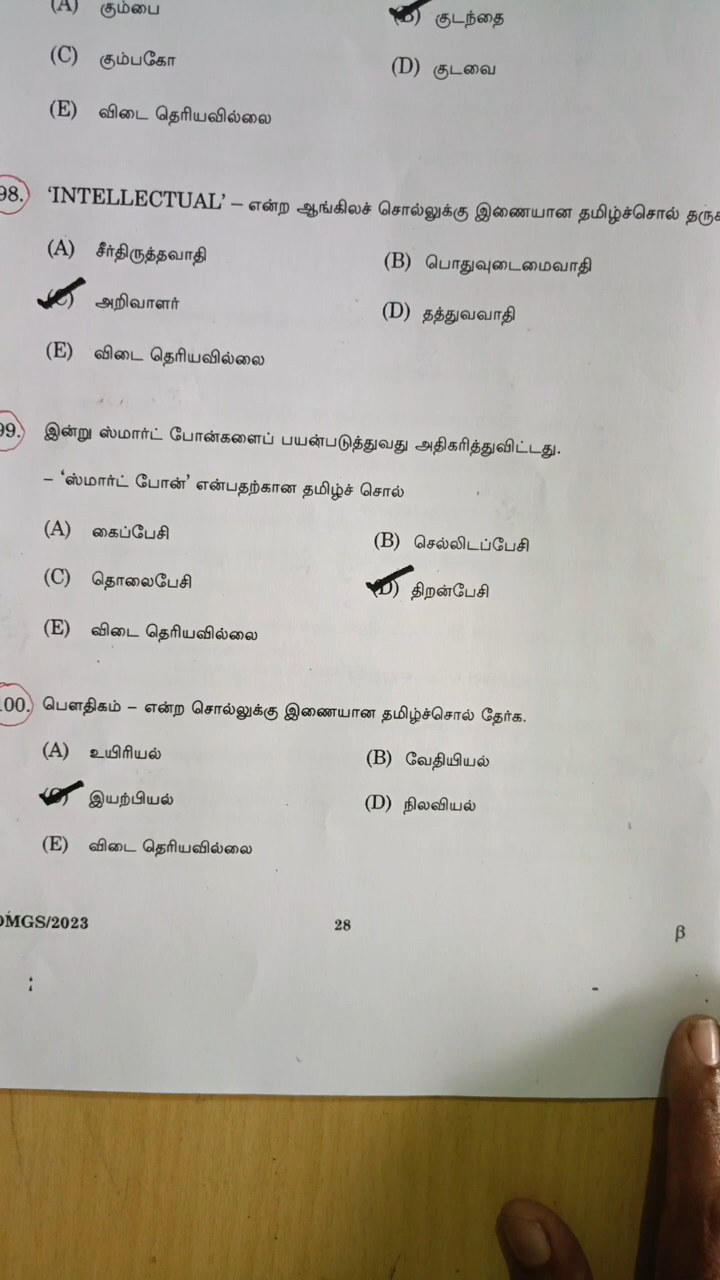 (A) கும்பை
(B) குடந்தை
(C) கும்பகோ
(D) குடவை
(E) விடை தெரியவில்லை
98. ‘INTELLECTUAL’ – என்ற ஆங்கிலச் சொல்லுக்கு இணையான தமிழ்ச்சொல்
(A) சீர்திருத்தவாதி
(B) பொதுவுடைமைவாதி
(C) அறிவாளர்
(D) தத்துவவாதி
(E) விடை தெரியவில்லை
99. இன்று ஸ்மார்ட் போன்களைப் பயன்படுத்துவது அதிகரித்துவிட்டது.
– ‘ஸ்மார்ட் போன்’ என்பதற்கான தமிழ்ச் சொல்
(A) கைப்பேசி
(B) செல்லிடப்பேசி
(C) தொலைபேசி
(D) திறன்பேசி
(E) விடை தெரியவில்லை
100. பௌதிகம் – என்ற சொல்லுக்கு இணையான தமிழ்ச்சொல் தேர்க.
(A) உயிரியல்
(B) வேதியியல்
(C) இயற்பியல்
(D) நிலவியல்
(E) விடை தெரியவில்லை
OMGS/2023
28
β